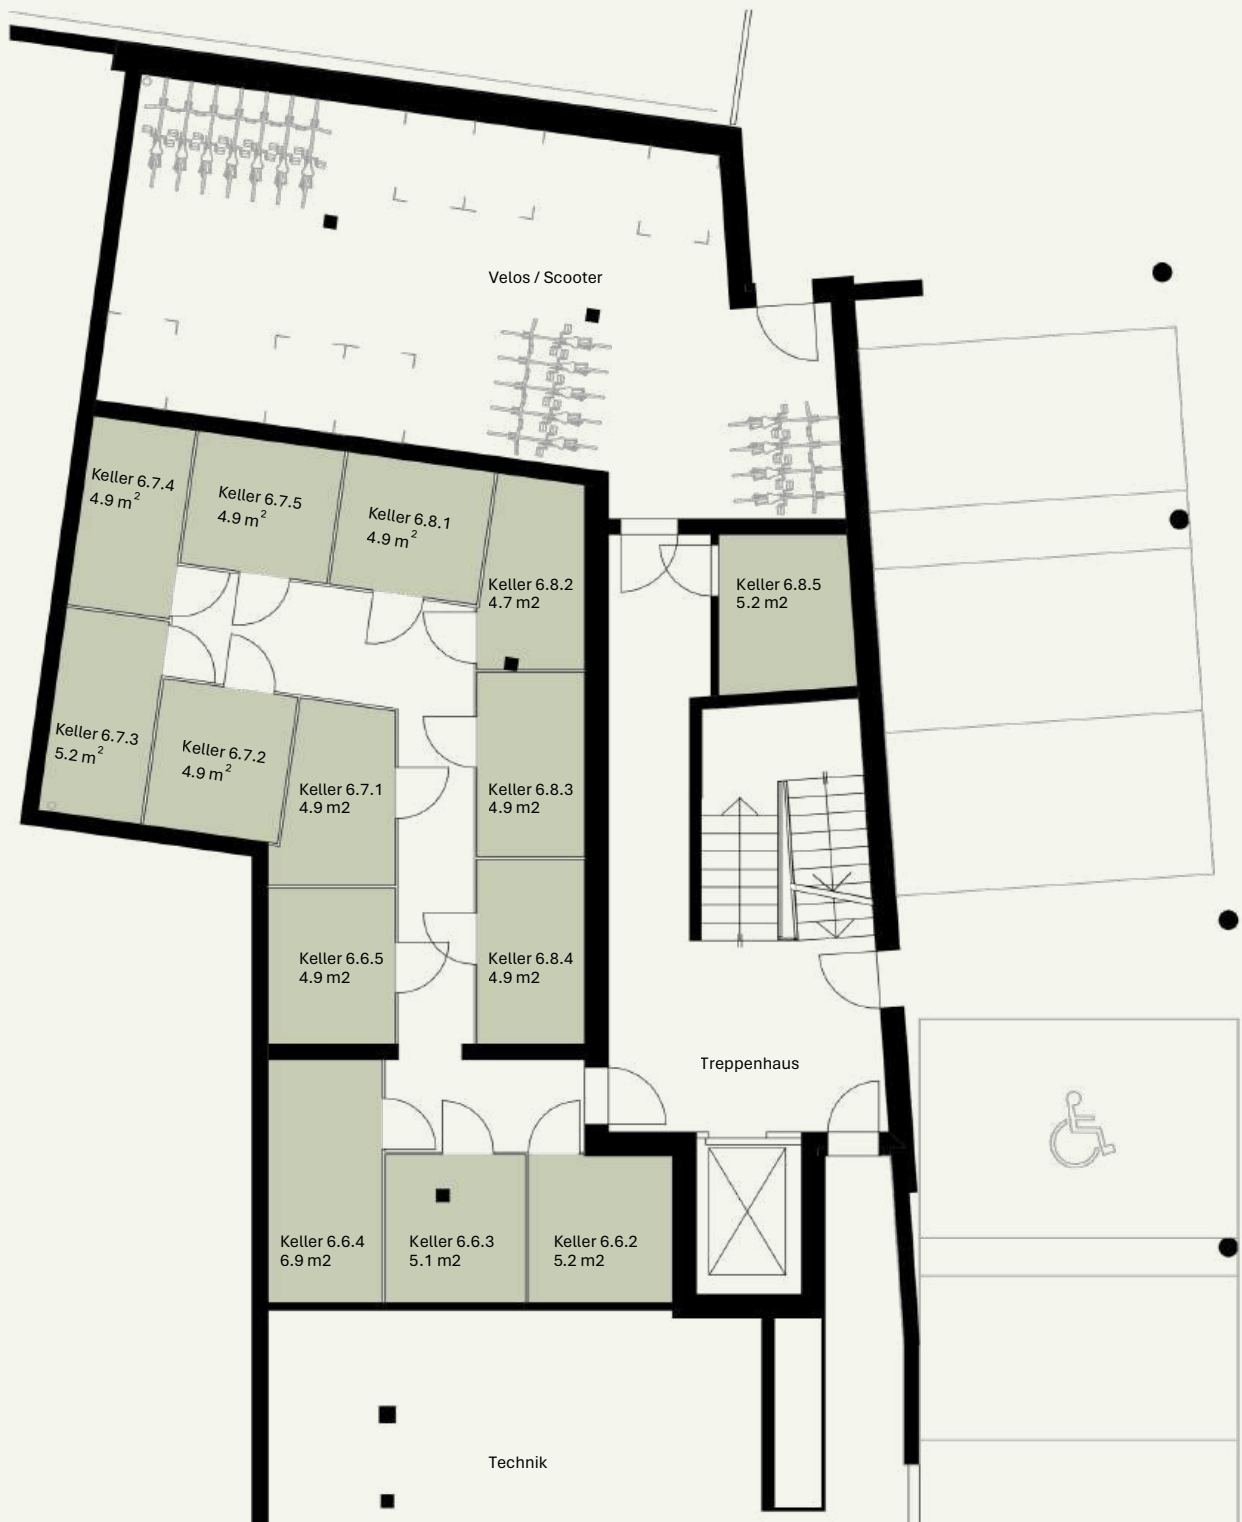 Velos / Scooter
Keller 6.7.4
4.9 m²
Keller 6.7.5
4.9 m²
Keller 6.8.1
4.9 m²
Keller 6.8.2
4.7 m2
Keller 6.8.5
5.2 m2
Keller 6.7.3
5.2 m²
Keller 6.7.2
4.9 m²
Keller 6.7.1
4.9 m2
Keller 6.8.3
4.9 m2
Keller 6.6.5
4.9 m2
Keller 6.8.4
4.9 m2
Treppenhaus
Keller 6.6.4
6.9 m2
Keller 6.6.3
5.1 m2
Keller 6.6.2
5.2 m2
Technik